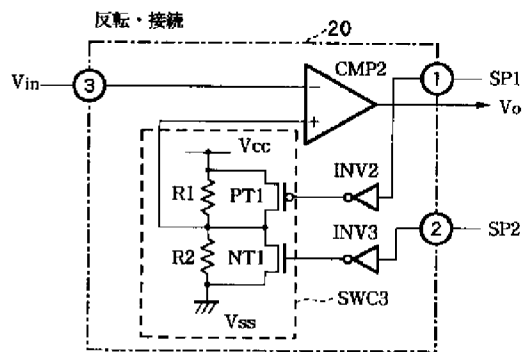 反転・接続
20
Vin
3
−
CMP2
+
1
SP1
Vo
Vcc
R1
PT1
INV2
2
SP2
R2
NT1
INV3
SWC3
Vss